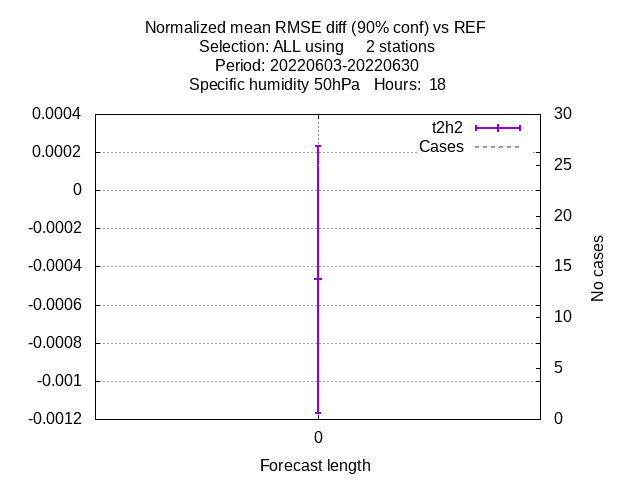 Normalized mean RMSE diff (90% conf) vs REF
Selection: ALL using     2 stations
Period: 20220603-20220630
Specific humidity 50hPa   Hours:  18
0.0004
0.0002
0
-0.0002
-0.0004
-0.0006
-0.0008
-0.001
-0.0012
t2h2
Cases
30
25
20
15
10
5
0
No cases
0
Forecast length